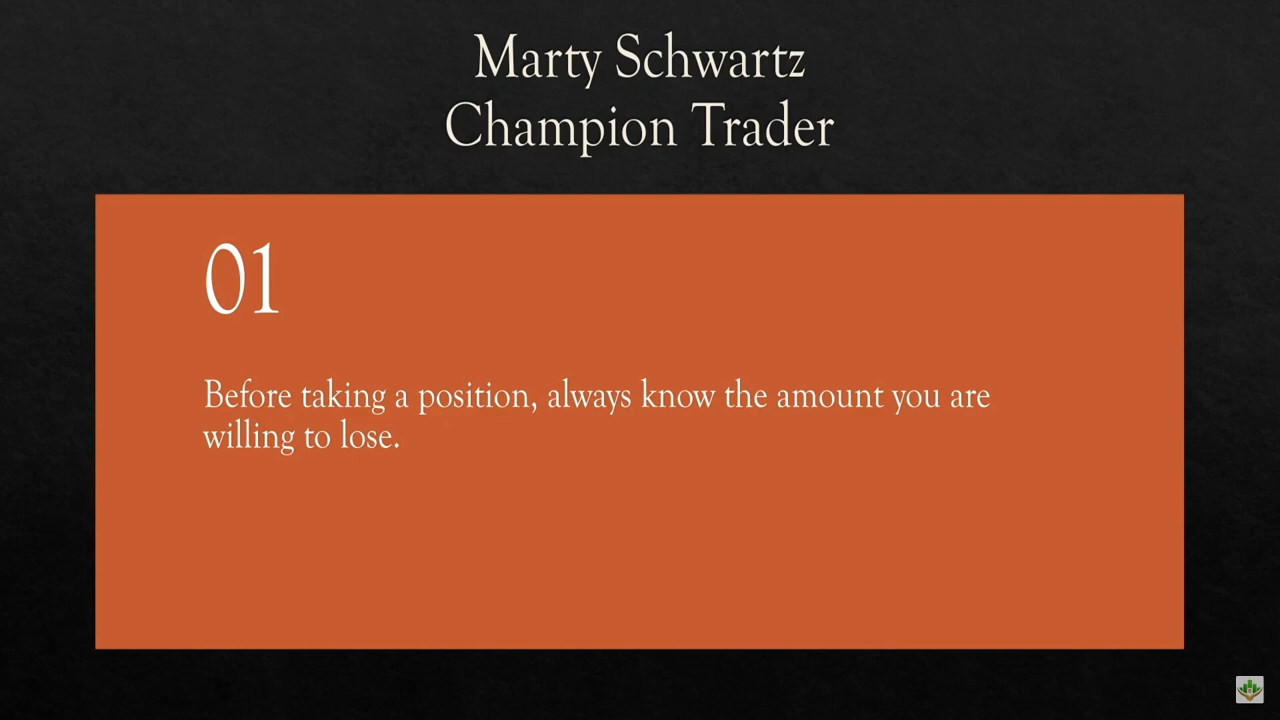 Marty Schwartz
Champion Trader
01
Before taking a position, always know the amount you are
willing to lose.